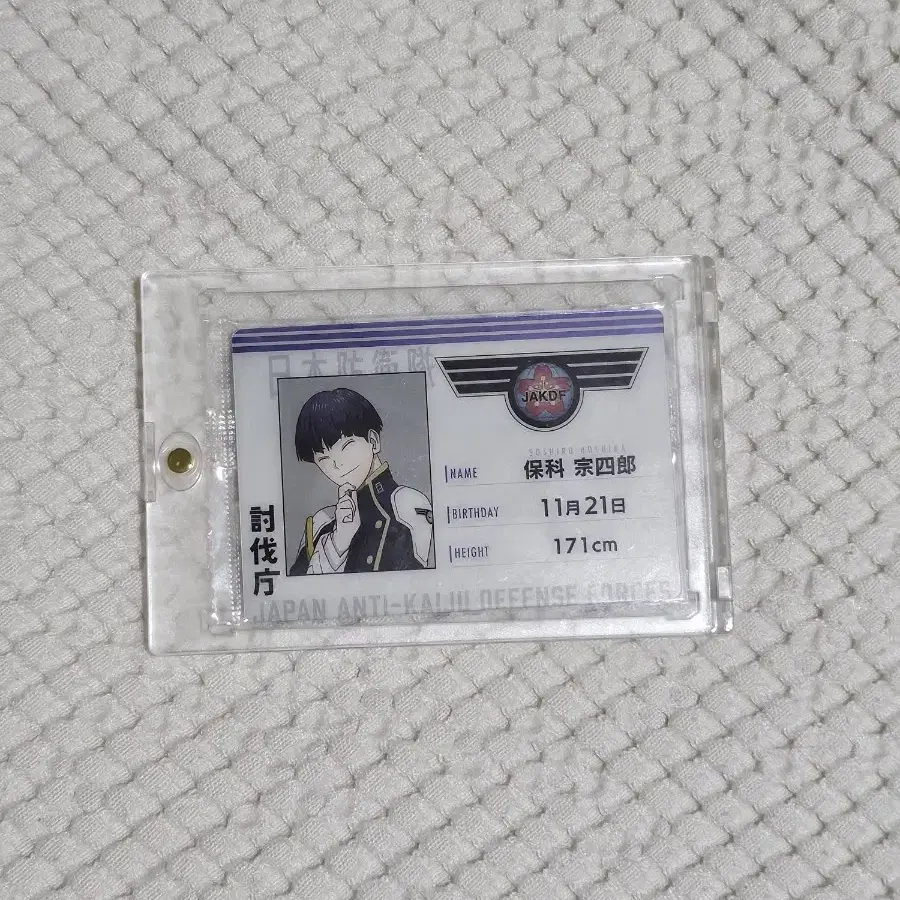 日本防衛隊
JAKDF
SOSHIRO HOSHINA
NAME 保科 宗四郎
BIRTHDAY 11月21日
HEIGHT 171cm
討伐庁
JAPAN ANTI-KAIJU DEFENSE FORCES